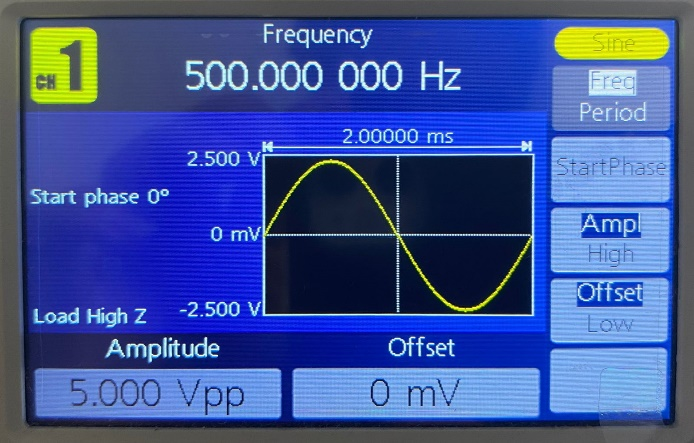 CH 1
Frequency
500.000 000 Hz
Sine
Freq
Period
2.00000 ms
2.500 V
StartPhase
Start phase 0°
Ampl
High
0 mV
Offset
Low
-2.500 V
Load High Z
Amplitude
Offset
5.000 Vpp
0 mV